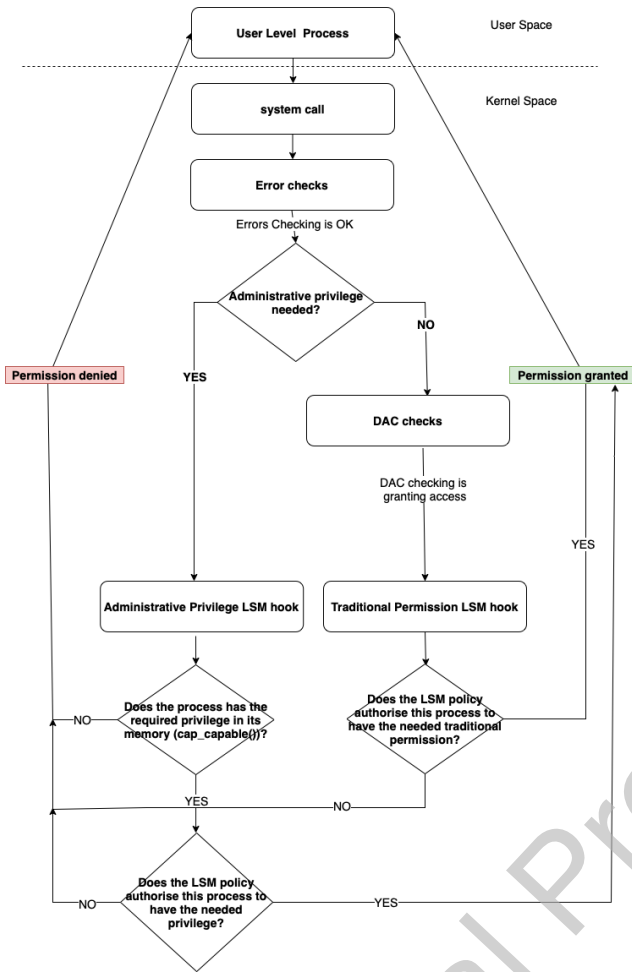 User Level  Process
User Space
Kernel Space
system call
Error checks
Errors Checking is OK
Administrative privilege
needed?
NO
YES
Permission denied
Permission granted
DAC checks
DAC checking is
granting access
YES
Administrative Privilege LSM hook
Traditional Permission LSM hook
Does the process has the
required privilege in its
memory (cap_capable())?
NO
Does the LSM policy
authorise this process to
have the needed traditional
permission?
YES
NO
Does the LSM policy
authorise this process to
have the needed
privilege?
NO
YES